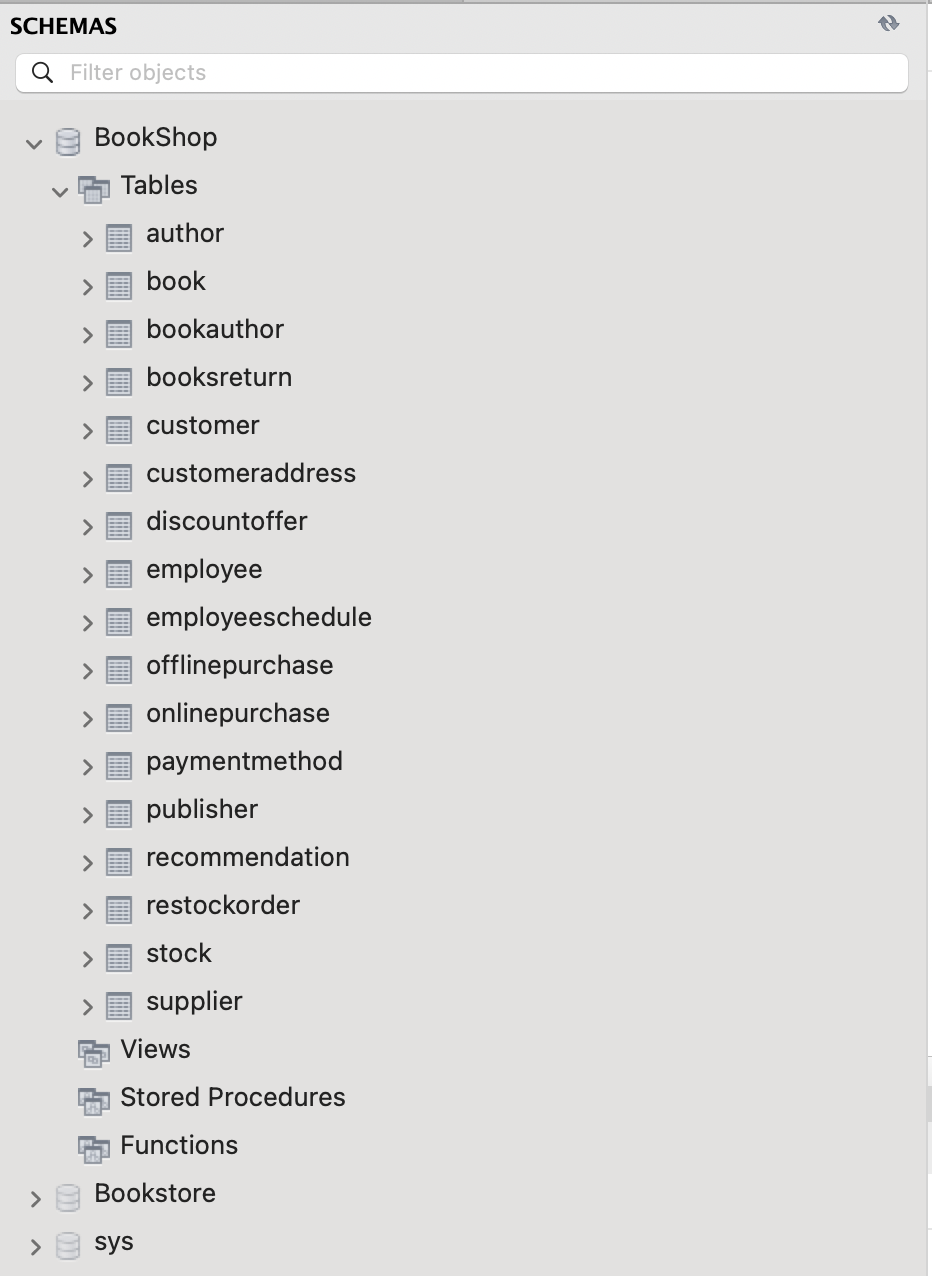 SCHEMAS
Filter objects
BookShop
Tables
author
book
bookauthor
booksreturn
customer
customeraddress
discountoffer
employee
employeeschedule
offlinepurchase
onlinepurchase
paymentmethod
publisher
recommendation
restockorder
stock
supplier
Views
Stored Procedures
Functions
Bookstore
sys